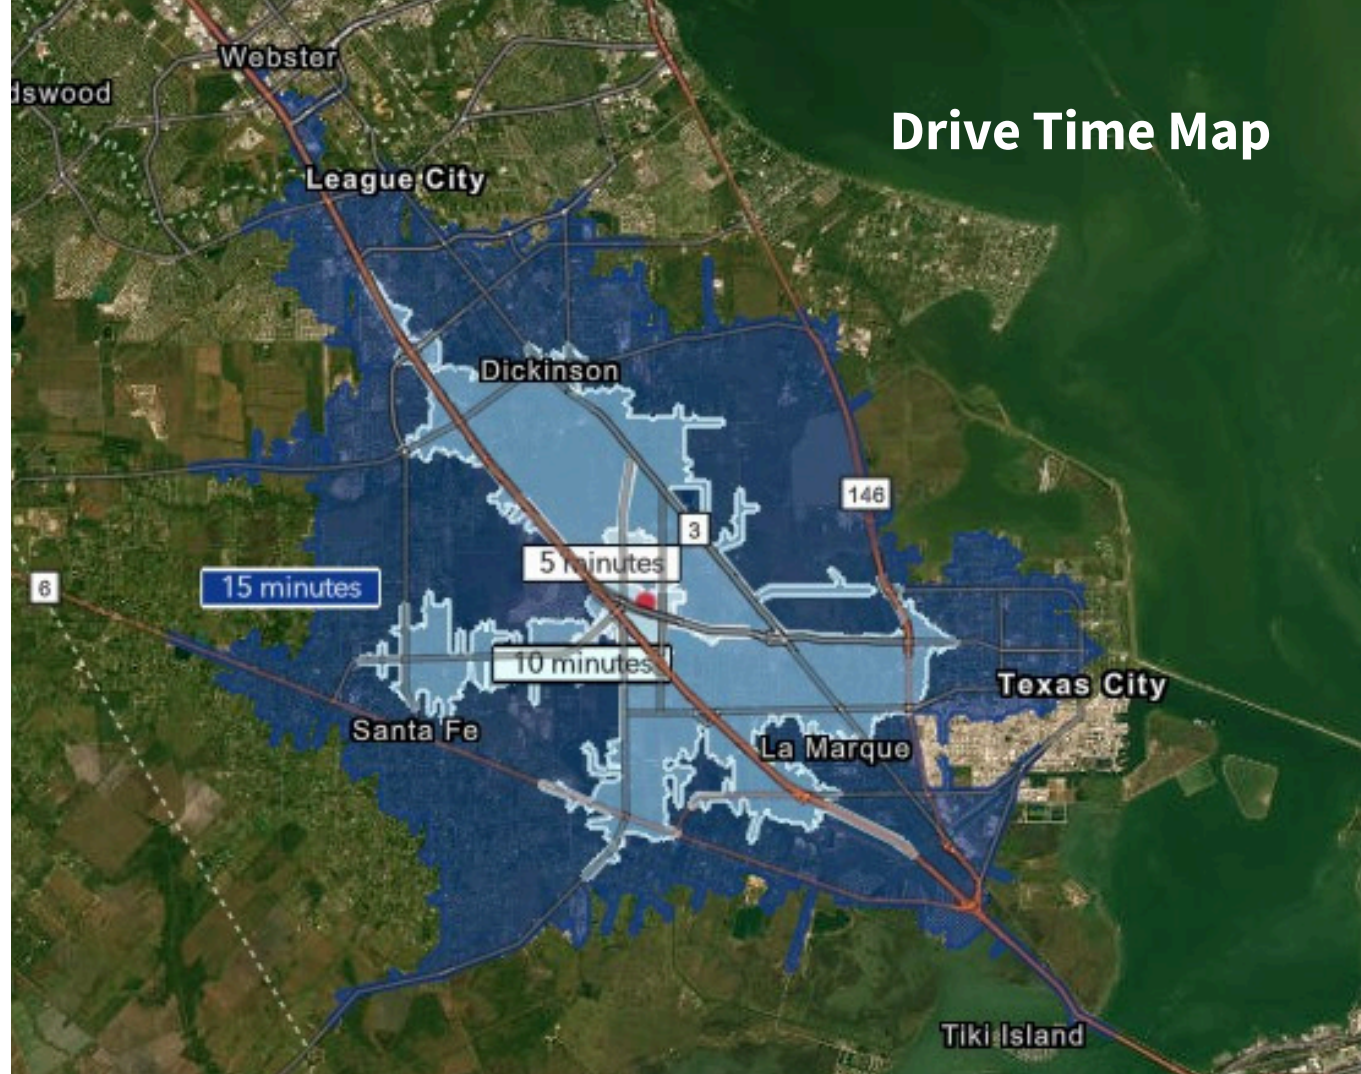 Webster
dswood
Drive Time Map
League City
Dickinson
146
3
5 minutes
15 minutes
6
10 minutes
Texas City
Santa Fe
La Marque
Tiki Island